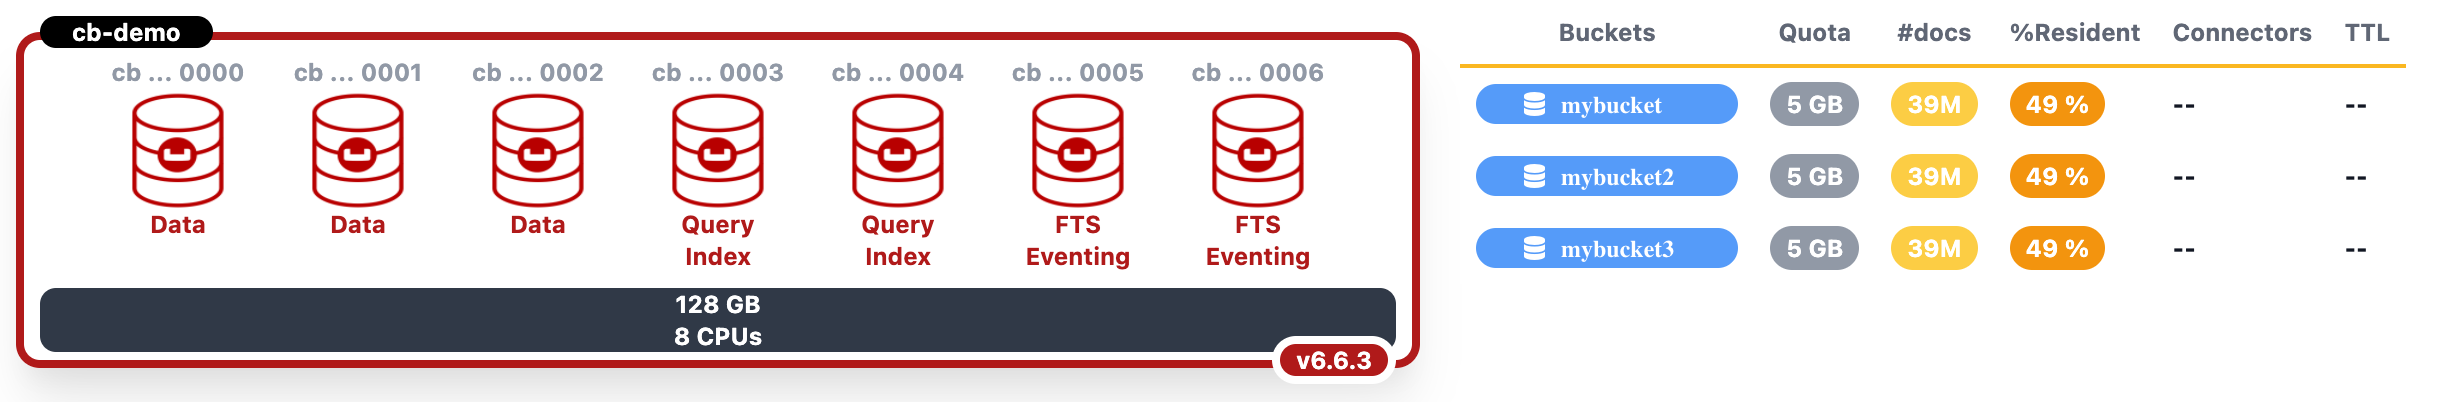 cb-demo
cb ... 0000 cb ... 0001 cb ... 0002 cb ... 0003 cb ... 0004 cb ... 0005 cb ... 0006
Data Data Data Query Query FTS FTS
Index Index Eventing Eventing
128 GB
8 CPUs
v6.6.3
Buckets Quota #docs %Resident Connectors TTL
mybucket 5 GB 39M 49 % -- --
mybucket2 5 GB 39M 49 % -- --
mybucket3 5 GB 39M 49 % -- --